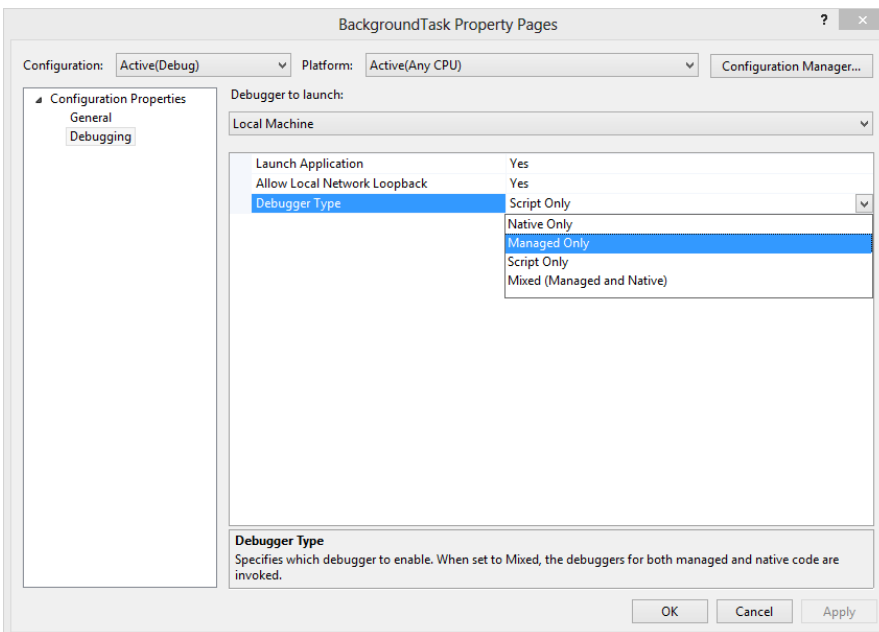 BackgroundTask Property Pages
?
Configuration: Active(Debug) Platform: Active(Any CPU) Configuration Manager...
Configuration Properties
General
Debugging
Debugger to launch:
Local Machine
Launch Application Yes
Allow Local Network Loopback Yes
Debugger Type Script Only
Native Only
Managed Only
Script Only
Mixed (Managed and Native)
Debugger Type
Specifies which debugger to enable. When set to Mixed, the debuggers for both managed and native code are
invoked.
OK Cancel Apply